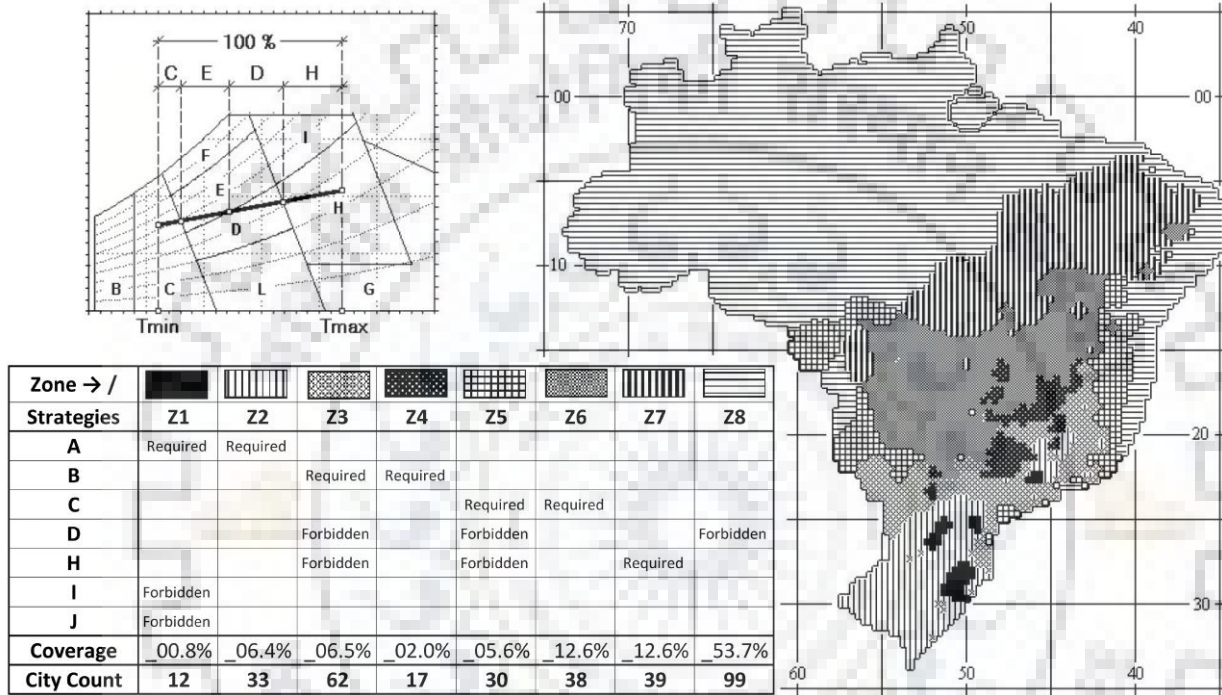 100 %
C E D H
F I
E
H
D
B C L G
Tmin Tmax
70 50 40
00 00
10
20
30 30
60 50 40
Zone → /
Strategies Z1 Z2 Z3 Z4 Z5 Z6 Z7 Z8
A Required Required
B Required Required
C Required Required
D Forbidden Forbidden Forbidden
H Forbidden Forbidden Required
I Forbidden
J Forbidden
Coverage _00.8% _06.4% _06.5% _02.0% _05.6% _12.6% _12.6% _53.7%
City Count 12 33 62 17 30 38 39 99